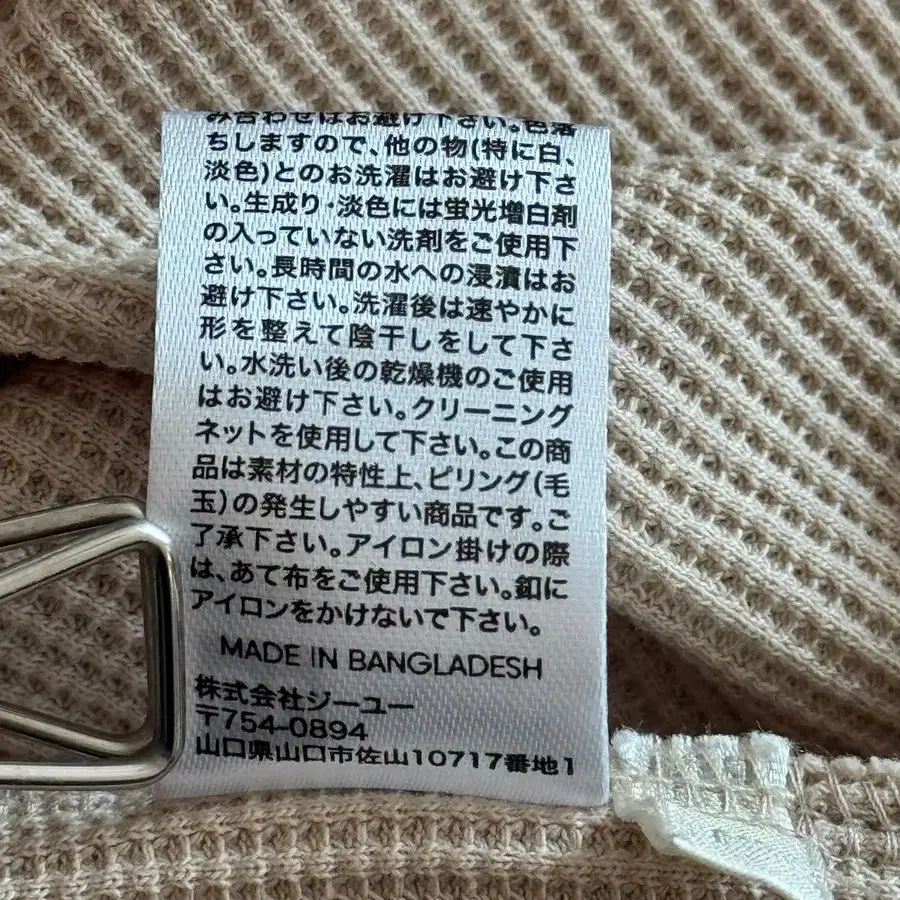 み合わせはお避け下さい。色落
ちしますので、他の物(特に白、
淡色)とのお洗濯はお避け下さ
い。生成り・淡色には蛍光増白剤
の入っていない洗剤をご使用下
さい。長時間の水への浸漬はお
避け下さい。洗濯後は速やかに
形を整えて陰干しをして下さ
い。水洗い後の乾燥機のご使用
はお避け下さい。クリーニング
ネットを使用して下さい。この商
品は素材の特性上、ピリング(毛
玉)の発生しやすい商品です。ご
了承下さい。アイロン掛けの際
は、あて布をご使用下さい。釦に
アイロンをかけないで下さい。
MADE IN BANGLADESH
株式会社ジーユー
〒754-0894
山口県山口市佐山10717番地1